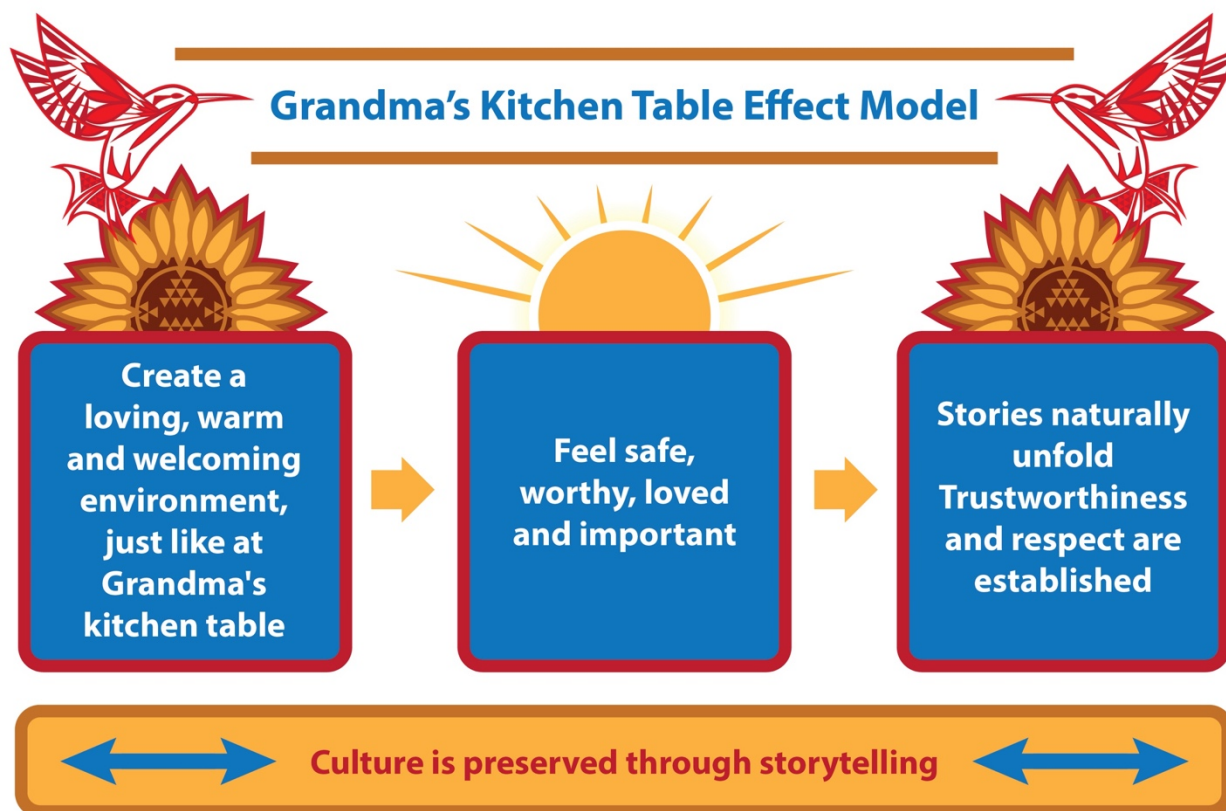 Grandma’s Kitchen Table Effect Model
Create a
loving, warm
and welcoming
environment,
just like at
Grandma's
kitchen table
Feel safe,
worthy, loved
and important
Stories naturally
unfold
Trustworthiness
and respect are
established
Culture is preserved through storytelling